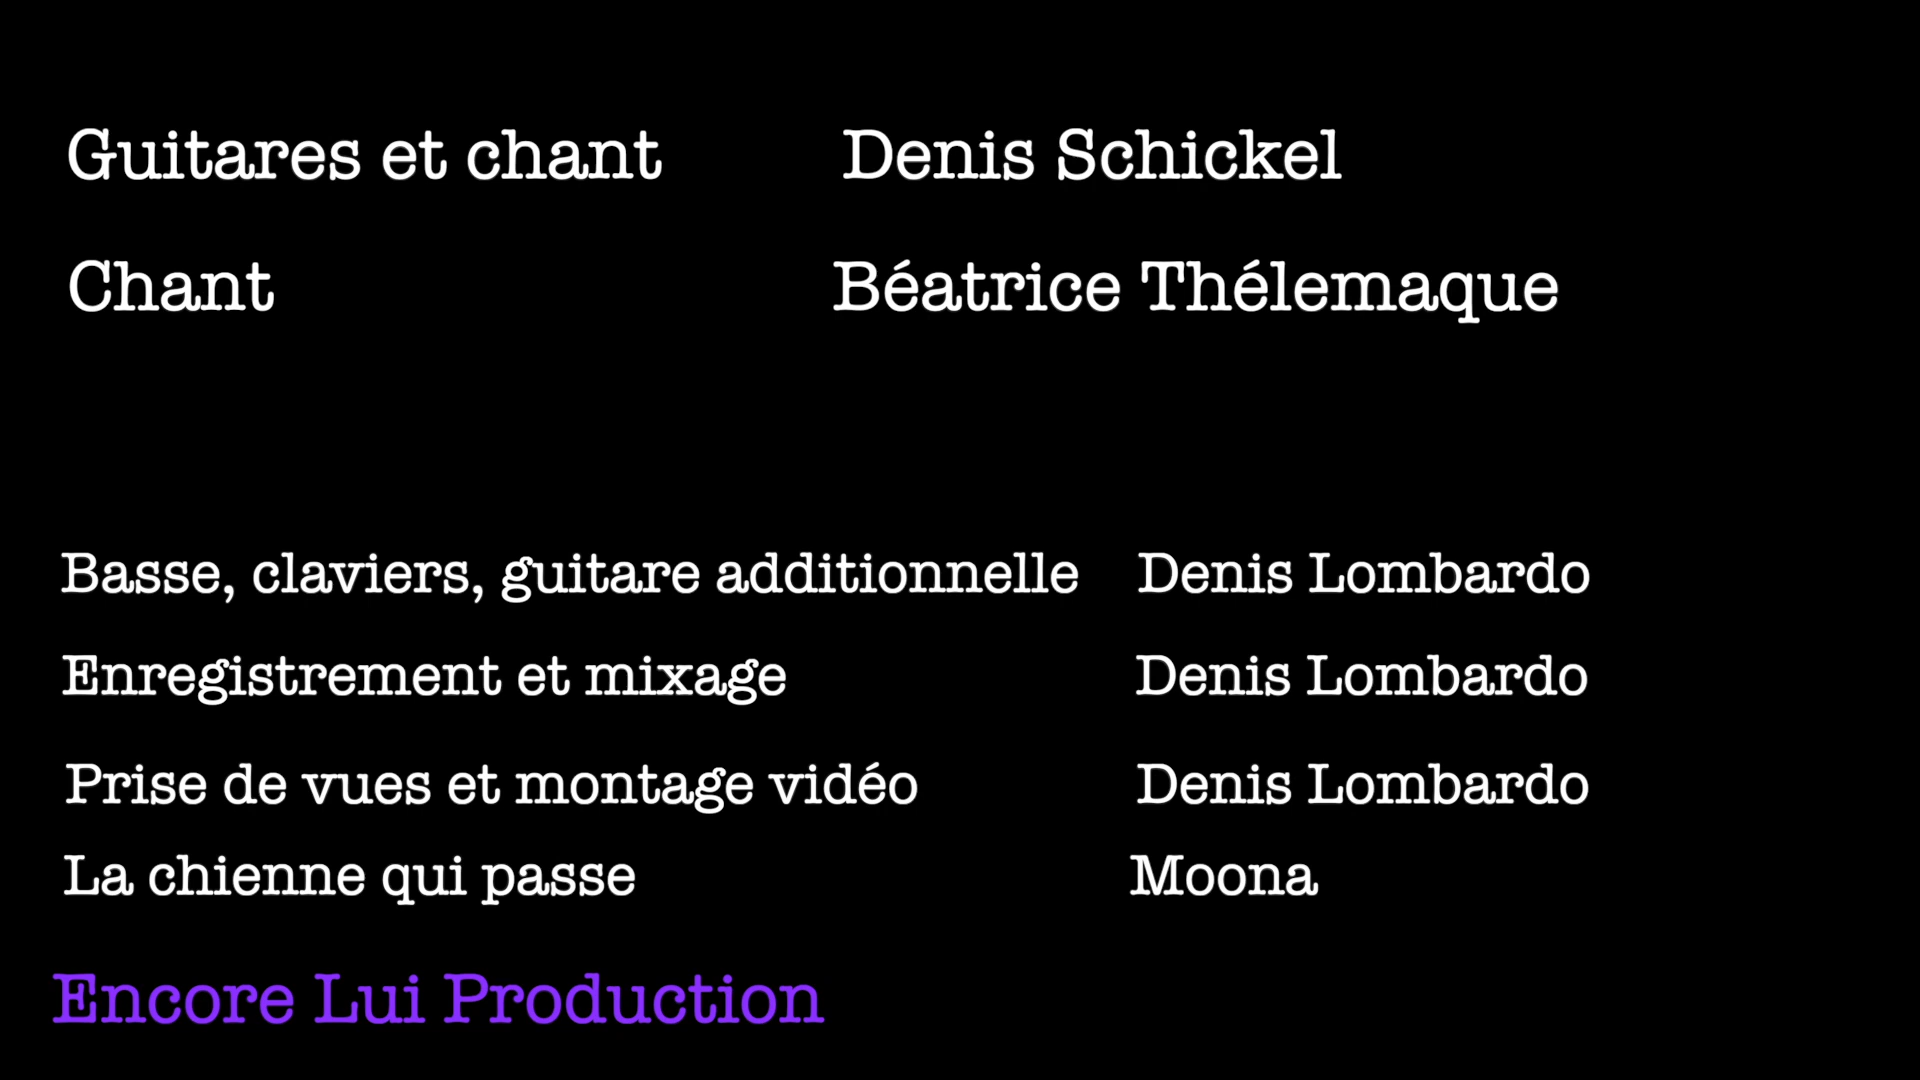 Guitares et chant Denis Schickel
Chant Béatrice Thélemaque
Basse, claviers, guitare additionnelle Denis Lombardo
Enregistrement et mixage Denis Lombardo
Prise de vues et montage vidéo Denis Lombardo
La chienne qui passe Moona
Encore Lui Production